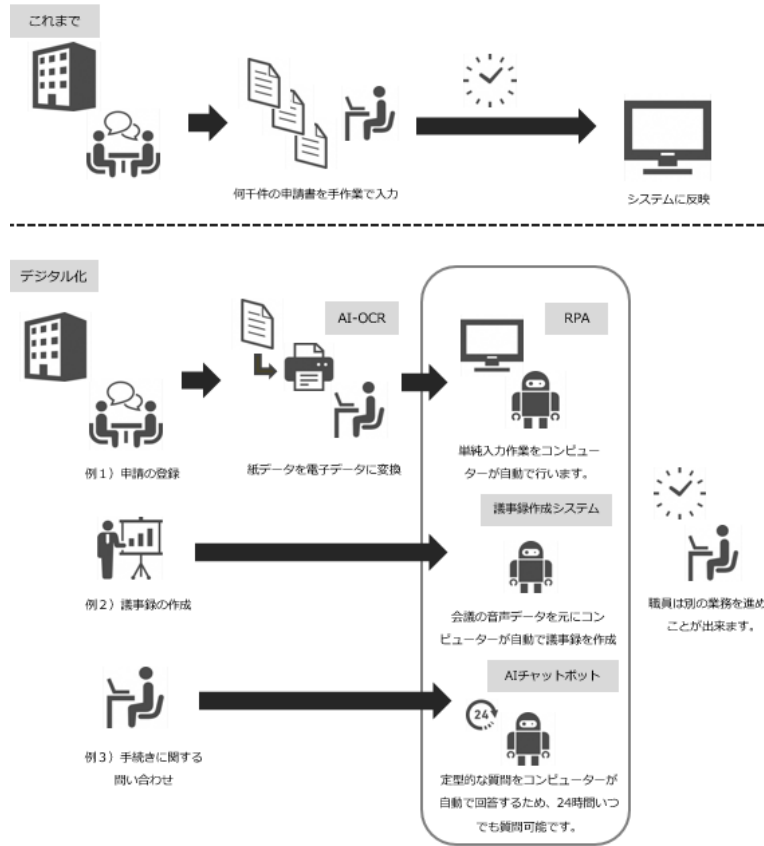 これまで
何千件の申請書を手作業で入力
システムに反映
デジタル化
AI-OCR
RPA
例１）申請の登録
紙データを電子データに変換
単純入力作業をコンピュー
ターが自動で行います。
議事録作成システム
例２）議事録の作成
会議の音声データを元にコン
ピューターが自動で議事録を作成
職員は別の業務を進め
ことが出来ます。
AIチャットボット
24
例３）手続きに関する
問い合わせ
定型的な質問をコンピューターが
自動で回答するため、24時間いつ
でも質問可能です。